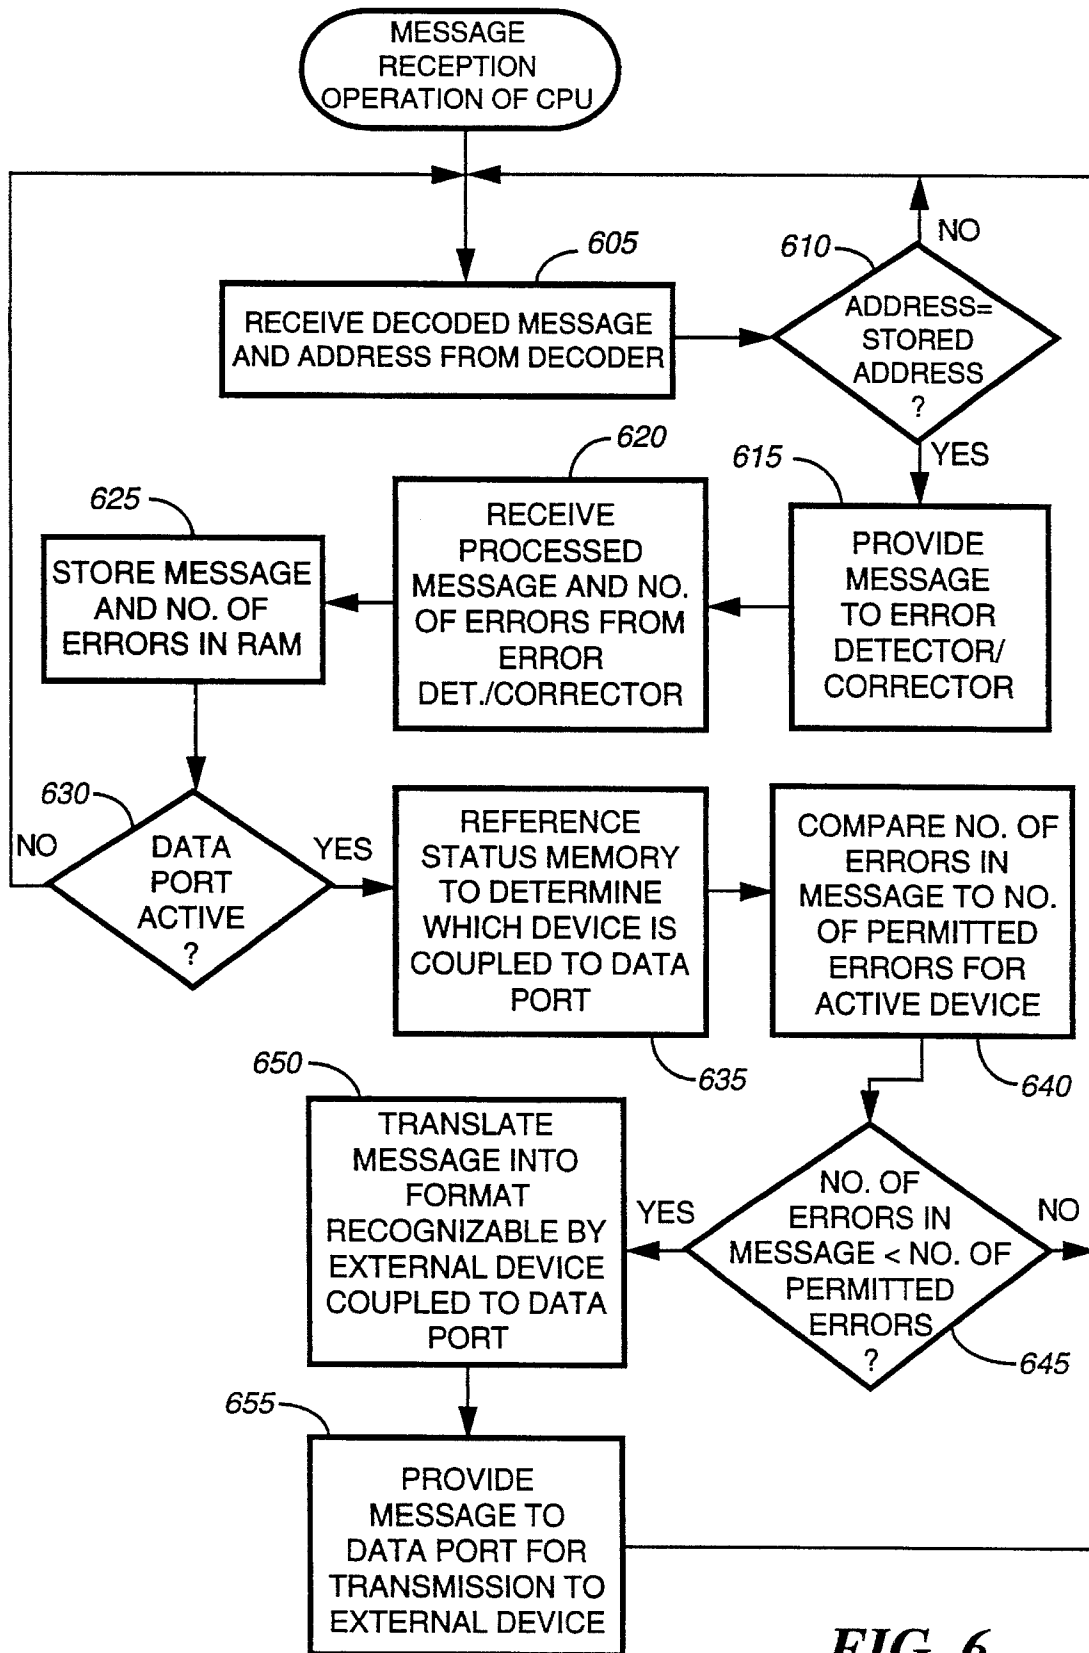 MESSAGE
RECEPTION
OPERATION OF CPU
605
RECEIVE DECODED MESSAGE
AND ADDRESS FROM DECODER
610
NO
ADDRESS=
STORED
ADDRESS
?
YES
615
PROVIDE
MESSAGE
TO ERROR
DETECTOR/
CORRECTOR
620
RECEIVE
PROCESSED
MESSAGE AND NO.
OF ERRORS FROM
ERROR
DET./CORRECTOR
625
STORE MESSAGE
AND NO. OF
ERRORS IN RAM
630
NO
DATA
PORT
ACTIVE
?
YES
REFERENCE
STATUS MEMORY
TO DETERMINE
WHICH DEVICE IS
COUPLED TO DATA
PORT
635
COMPARE NO. OF
ERRORS IN
MESSAGE TO NO.
OF PERMITTED
ERRORS FOR
ACTIVE DEVICE
640
NO. OF
ERRORS IN
MESSAGE < NO. OF
PERMITTED
ERRORS
?
645
NO
YES
650
TRANSLATE
MESSAGE INTO
FORMAT
RECOGNIZABLE BY
EXTERNAL DEVICE
COUPLED TO DATA
PORT
655
PROVIDE
MESSAGE TO
DATA PORT FOR
TRANSMISSION TO
EXTERNAL DEVICE
FIG. 6